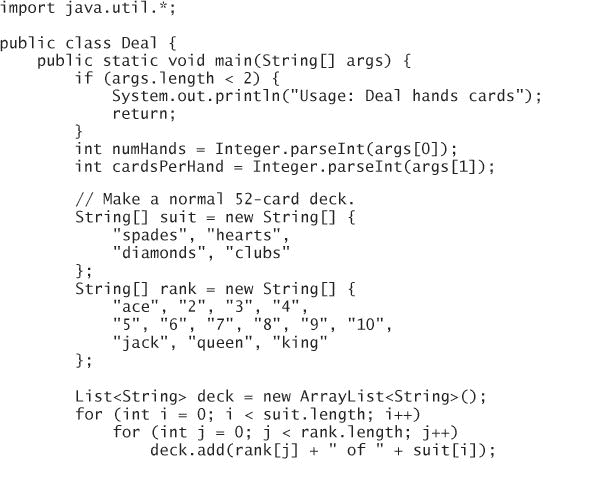 import java.util.*;
public class Deal {
public static void main(String[] args) {
if (args.length < 2) {
System.out.println("Usage: Deal hands cards");
return;
}
int numHands = Integer.parseInt(args[0]);
int cardsPerHand = Integer.parseInt(args[1]);
// Make a normal 52-card deck.
String[] suit = new String[] {
"spades", "hearts",
"diamonds", "clubs"
};
String[] rank = new String[] {
"ace", "2", "3", "4",
"5", "6", "7", "8", "9", "10",
"jack", "queen", "king"
};
List<String> deck = new ArrayList<String>();
for (int i = 0; i < suit.length; i++)
for (int j = 0; j < rank.length; j++)
deck.add(rank[j] + " of " + suit[i]);